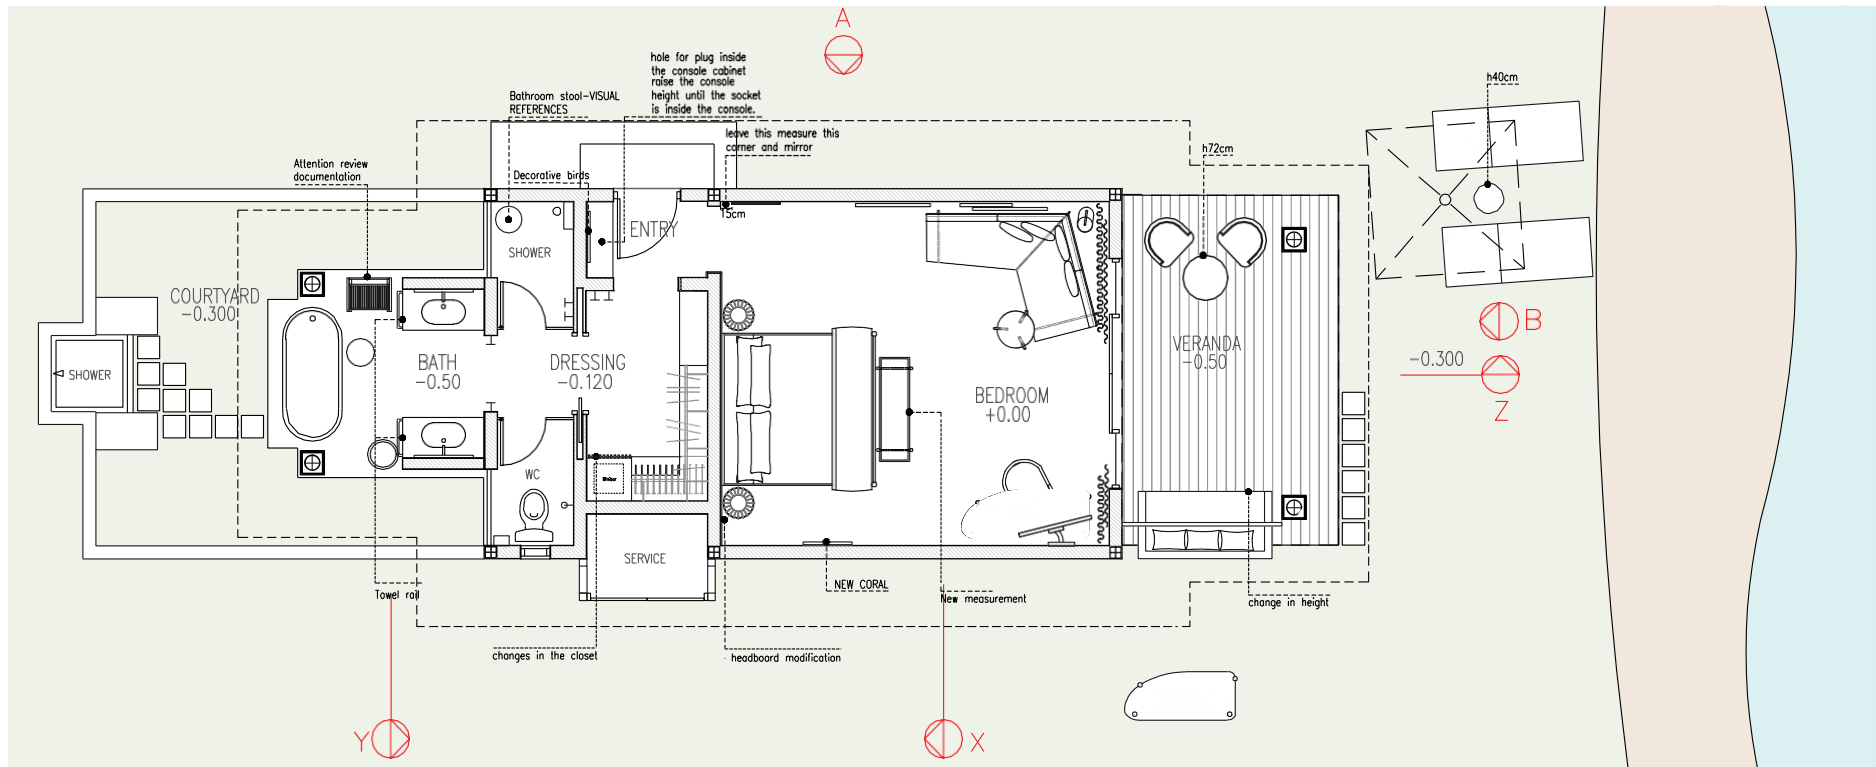 A
hole for plug inside
the console cabinet
raise the console
height until the socket
is inside the console.
h40cm
Bathroom stool-VISUAL
REFERENCES
leave this measure this
corner and mirror
h72cm
Attention review
documentation
Decorative birds
15cm
ENTRY
SHOWER
COURTYARD
-0.300
B
VERANDA
-0.50
-0.300
BATH
-0.50
DRESSING
-0.120
SHOWER
BEDROOM
+0.00
Z
WC
SERVICE
NEW CORAL
Towel rail
New measurement
change in height
changes in the closet
headboard modification
Y
X